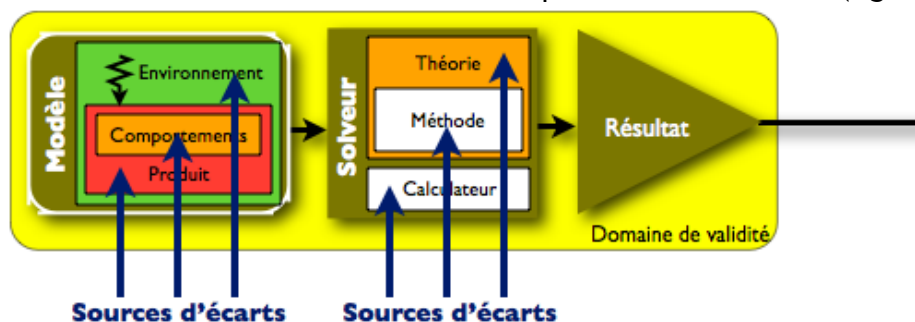 Modèle
Environnement
Comportements
Produit
Solveur
Théorie
Méthode
Calculateur
Résultat
Domaine de validité
Sources d'écarts
Sources d'écarts